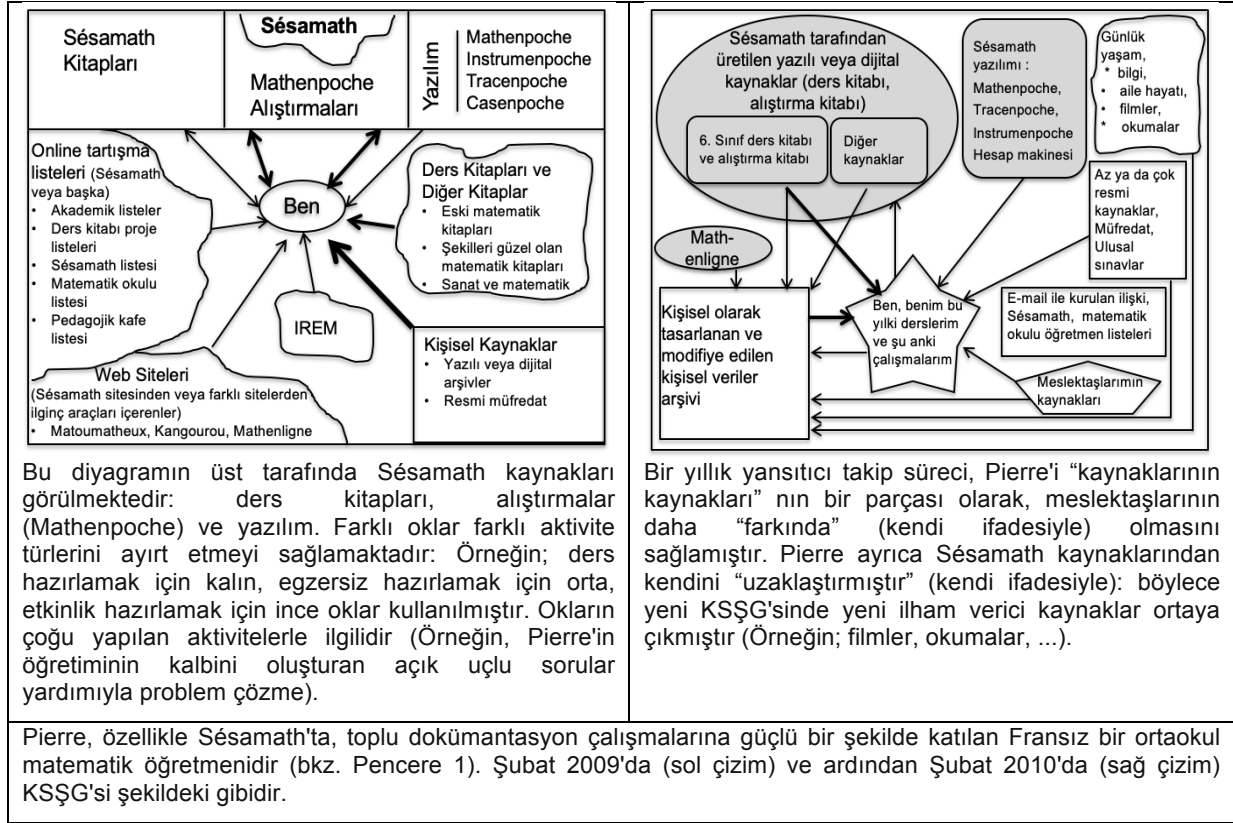 Sésamath
Kitapları
Sésamath
Mathenpoche
Alıştırmaları
Yazılım
Mathenpoche
Instrumenpoche
Tracenpoche
Casenpoche
Online tartışma
listeleri (Sésamath
veya başka)
• Akademik listeler
• Ders kitabı proje
listeleri
• Sésamath listesi
• Matematik okulu
listesi
• Pedagojik kafe
listesi
Ben
Ders Kitapları ve
Diğer Kitaplar
• Eski matematik
kitapları
• Şekilleri güzel olan
matematik kitapları
• Sanat ve matematik
IREM
Kişisel Kaynaklar
• Yazılı veya dijital
arşivler
• Resmi müfredat
Web Siteleri
(Sésamath sitesinden veya farklı sitelerden
ilginç araçları içerenler)
• Matoumatheux, Kangourou, Mathenligne
Sésamath tarafından
üretilen yazılı veya dijital
kaynaklar (ders kitabı,
alıştırma kitabı)
6. Sınıf ders kitabı
ve alıştırma kitabı
Diğer
kaynaklar
Sésamath
yazılımı :
Mathenpoche,
Tracenpoche,
Instrumenpoche
Hesap makinesi
Günlük
yaşam,
* bilgi,
• aile hayatı,
• filmler,
* okumalar
Az ya da çok
resmi
kaynaklar,
Müfredat,
Ulusal
sınavlar
Math-
enligne
Kişisel olarak
tasarlanan ve
modifiye edilen
kişisel veriler
arşivi
Ben, benim bu
yılki derslerim
ve şu anki
çalışmalarım
E-mail ile kurulan ilişki,
Sésamath, matematik
okulu öğretmen listeleri
Meslektaşlarımın
kaynakları
Bu diyagramın üst tarafında Sésamath kaynakları
görülmektedir: ders kitapları, alıştırmalar
(Mathenpoche) ve yazılım. Farklı oklar farklı aktivite
türlerini ayırt etmeyi sağlamaktadır: Örneğin; ders
hazırlamak için kalın, egzersiz hazırlamak için orta,
etkinlik hazırlamak için ince oklar kullanılmıştır. Okların
çoğu yapılan aktivitelerle ilgilidir (Örneğin, Pierre'in
öğretiminin kalbini oluşturan açık uçlu sorular
yardımıyla problem çözme).
Bir yıllık yansıtıcı takip süreci, Pierre'i “kaynaklarının
kaynakları” nın bir parçası olarak, meslektaşlarının
daha “farkında” (kendi ifadesiyle) olmasını
sağlamıştır. Pierre ayrıca Sésamath kaynaklarından
kendini “uzaklaştırmıştır” (kendi ifadesiyle): böylece
yeni KSŞG'sinde yeni ilham verici kaynaklar ortaya
çıkmıştır (Örneğin; filmler, okumalar, ...).
Pierre, özellikle Sésamath'ta, toplu dokümantasyon çalışmalarına güçlü bir şekilde katılan Fransız bir ortaokul
matematik öğretmenidir (bkz. Pencere 1). Şubat 2009'da (sol çizim) ve ardından Şubat 2010'da (sağ çizim)
KSŞG'si şekildeki gibidir.